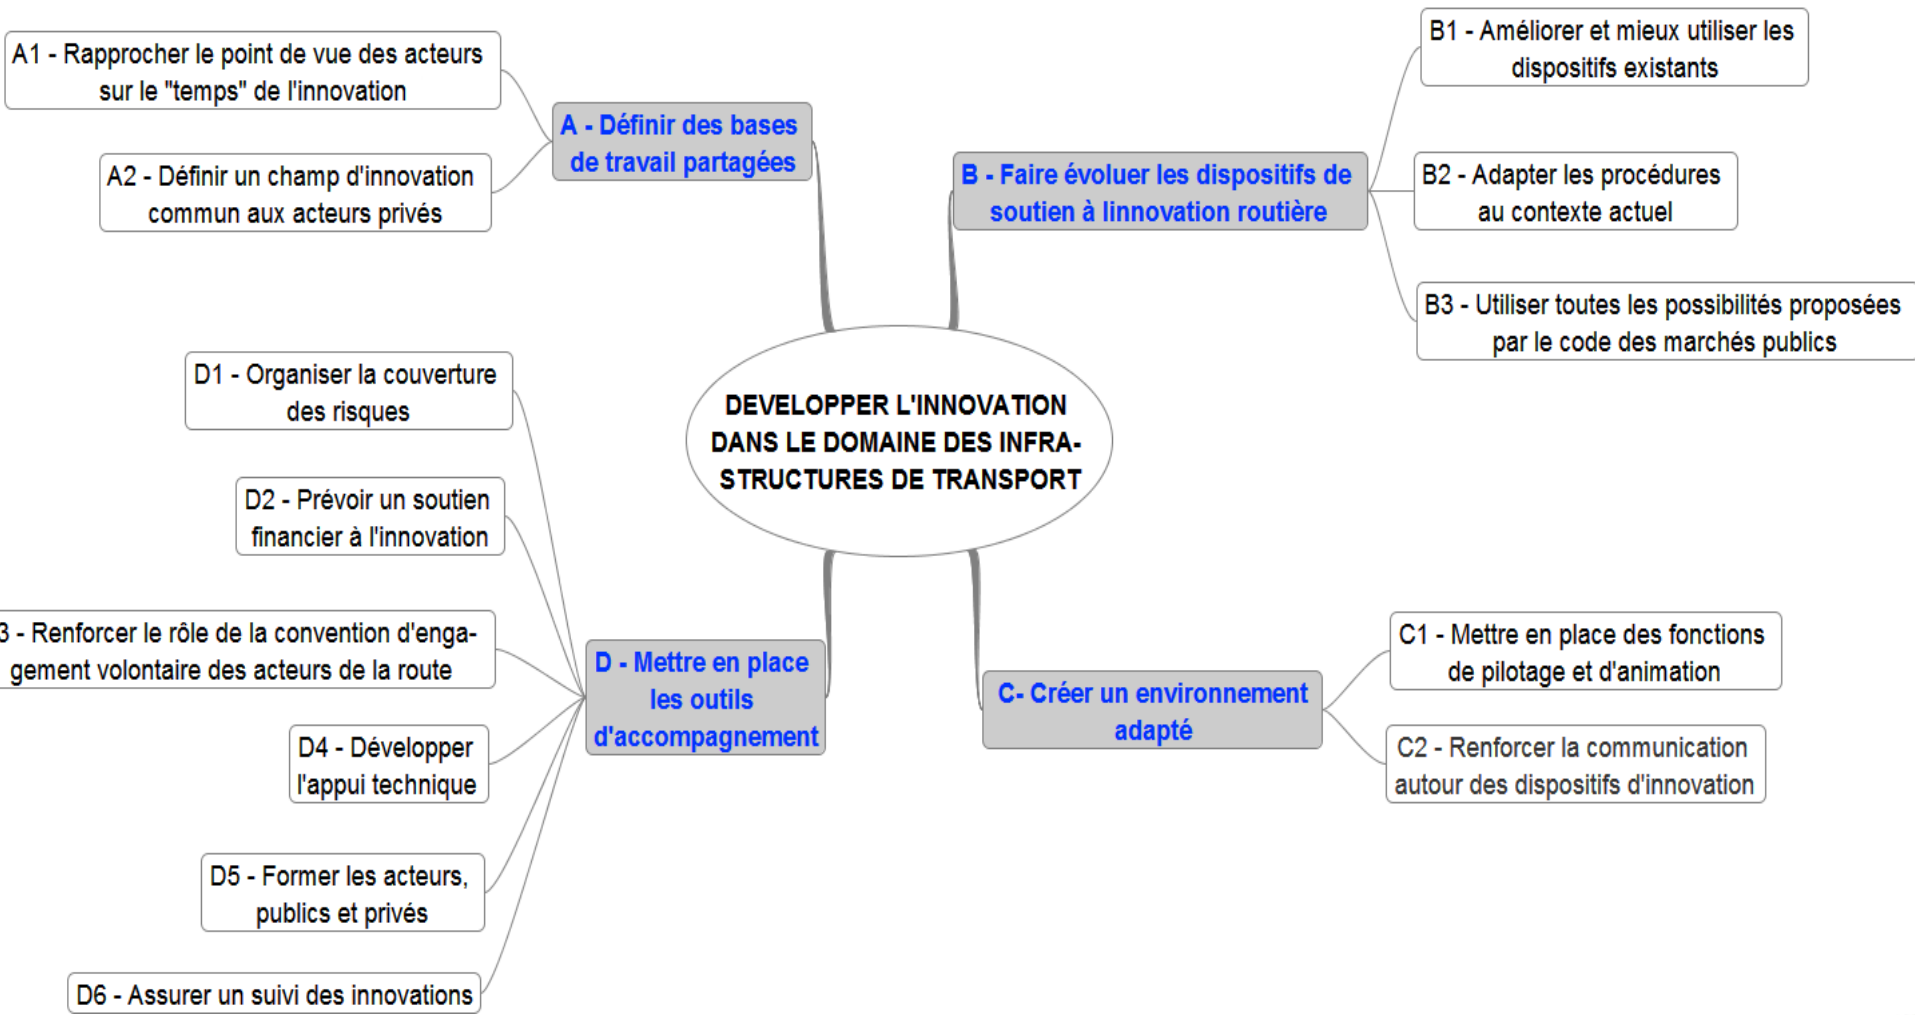 A1 - Rapprocher le point de vue des acteurs
sur le "temps" de l'innovation
A2 - Définir un champ d'innovation
commun aux acteurs privés
A - Définir des bases
de travail partagées
B - Faire évoluer les dispositifs de
soutien à linnovation routière
B1 - Améliorer et mieux utiliser les
dispositifs existants
B2 - Adapter les procédures
au contexte actuel
B3 - Utiliser toutes les possibilités proposées
par le code des marchés publics
DEVELOPPER L'INNOVATION
DANS LE DOMAINE DES INFRA-
STRUCTURES DE TRANSPORT
D1 - Organiser la couverture
des risques
D2 - Prévoir un soutien
financier à l'innovation
3 - Renforcer le rôle de la convention d'enga-
gement volontaire des acteurs de la route
D4 - Développer
l'appui technique
D5 - Former les acteurs,
publics et privés
D6 - Assurer un suivi des innovations
D - Mettre en place
les outils
d'accompagnement
C- Créer un environnement
adapté
C1 - Mettre en place des fonctions
de pilotage et d'animation
C2 - Renforcer la communication
autour des dispositifs d'innovation